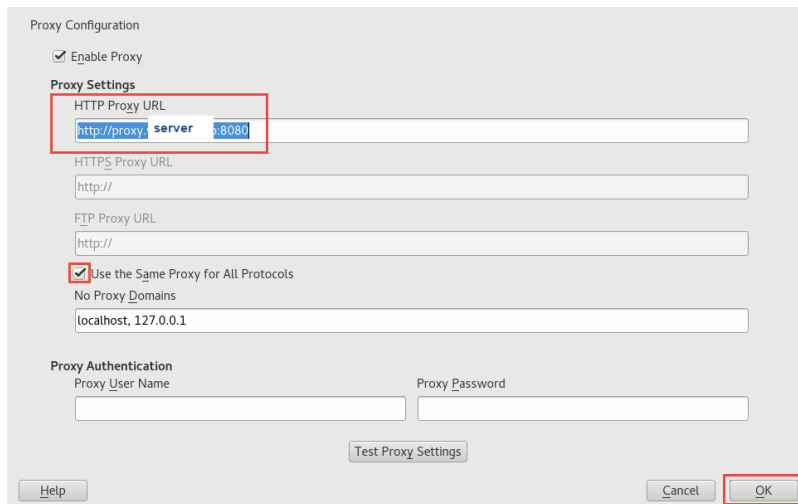 Proxy Configuration
Enable Proxy
Proxy Settings
HTTP Proxy URL
http://proxy. server :8080
HTTPS Proxy URL
http://
FTP Proxy URL
http://
Use the Same Proxy for All Protocols
No Proxy Domains
localhost, 127.0.0.1
Proxy Authentication
Proxy User Name Proxy Password
Test Proxy Settings
Help Cancel OK